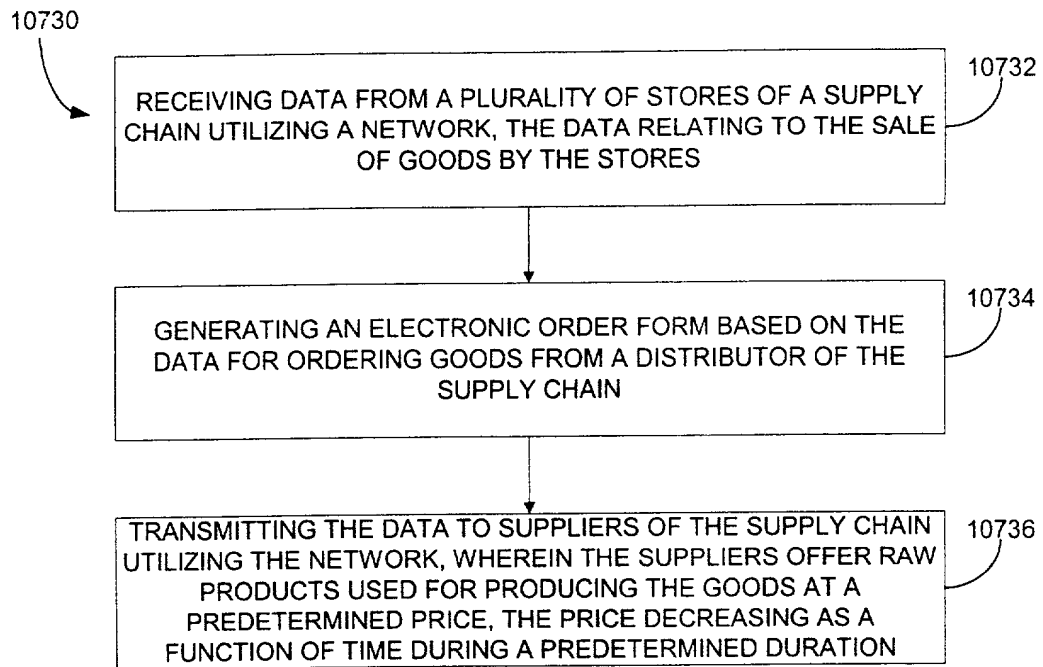 10730
10732
RECEIVING DATA FROM A PLURALITY OF STORES OF A SUPPLY
CHAIN UTILIZING A NETWORK, THE DATA RELATING TO THE SALE
OF GOODS BY THE STORES
10734
GENERATING AN ELECTRONIC ORDER FORM BASED ON THE
DATA FOR ORDERING GOODS FROM A DISTRIBUTOR OF THE
SUPPLY CHAIN
10736
TRANSMITTING THE DATA TO SUPPLIERS OF THE SUPPLY CHAIN
UTILIZING THE NETWORK, WHEREIN THE SUPPLIERS OFFER RAW
PRODUCTS USED FOR PRODUCING THE GOODS AT A
PREDETERMINED PRICE, THE PRICE DECREASING AS A
FUNCTION OF TIME DURING A PREDETERMINED DURATION